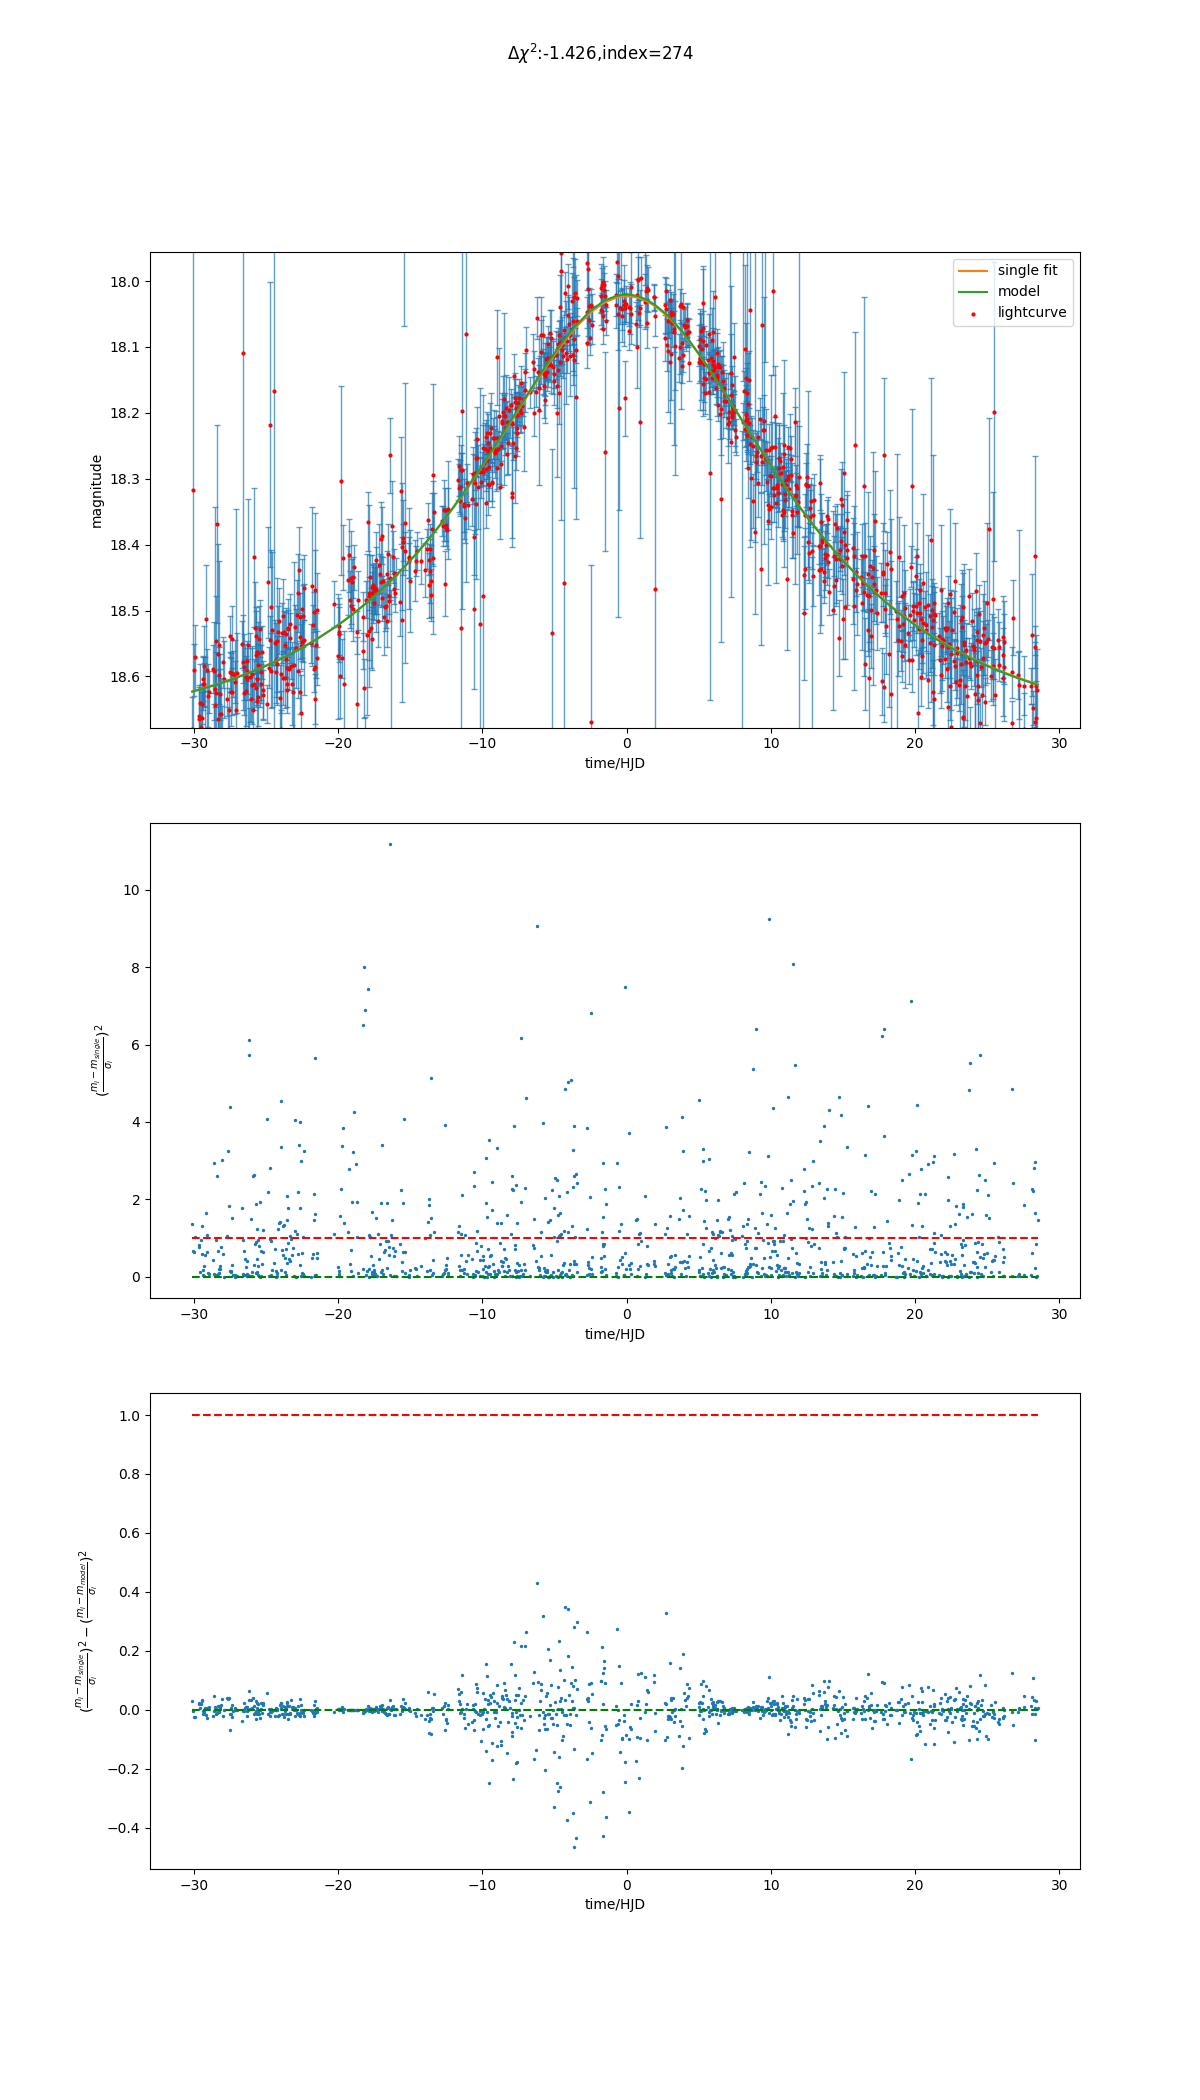 Δχ²:-1.426,index=274
single fit
model
lightcurve
18.0
18.1
18.2
18.3
18.4
18.5
18.6
magnitude
−30 −20 −10 0 10 20 30
time/HJD
10
8
6
4
2
0
((m_i − m_single)/σ_i)²
−30 −20 −10 0 10 20 30
time/HJD
1.0
0.8
0.6
0.4
0.2
0.0
−0.2
−0.4
((m_i − m_single)/σ_i)² − ((m_i − m_model)/σ_i)²
−30 −20 −10 0 10 20 30
time/HJD